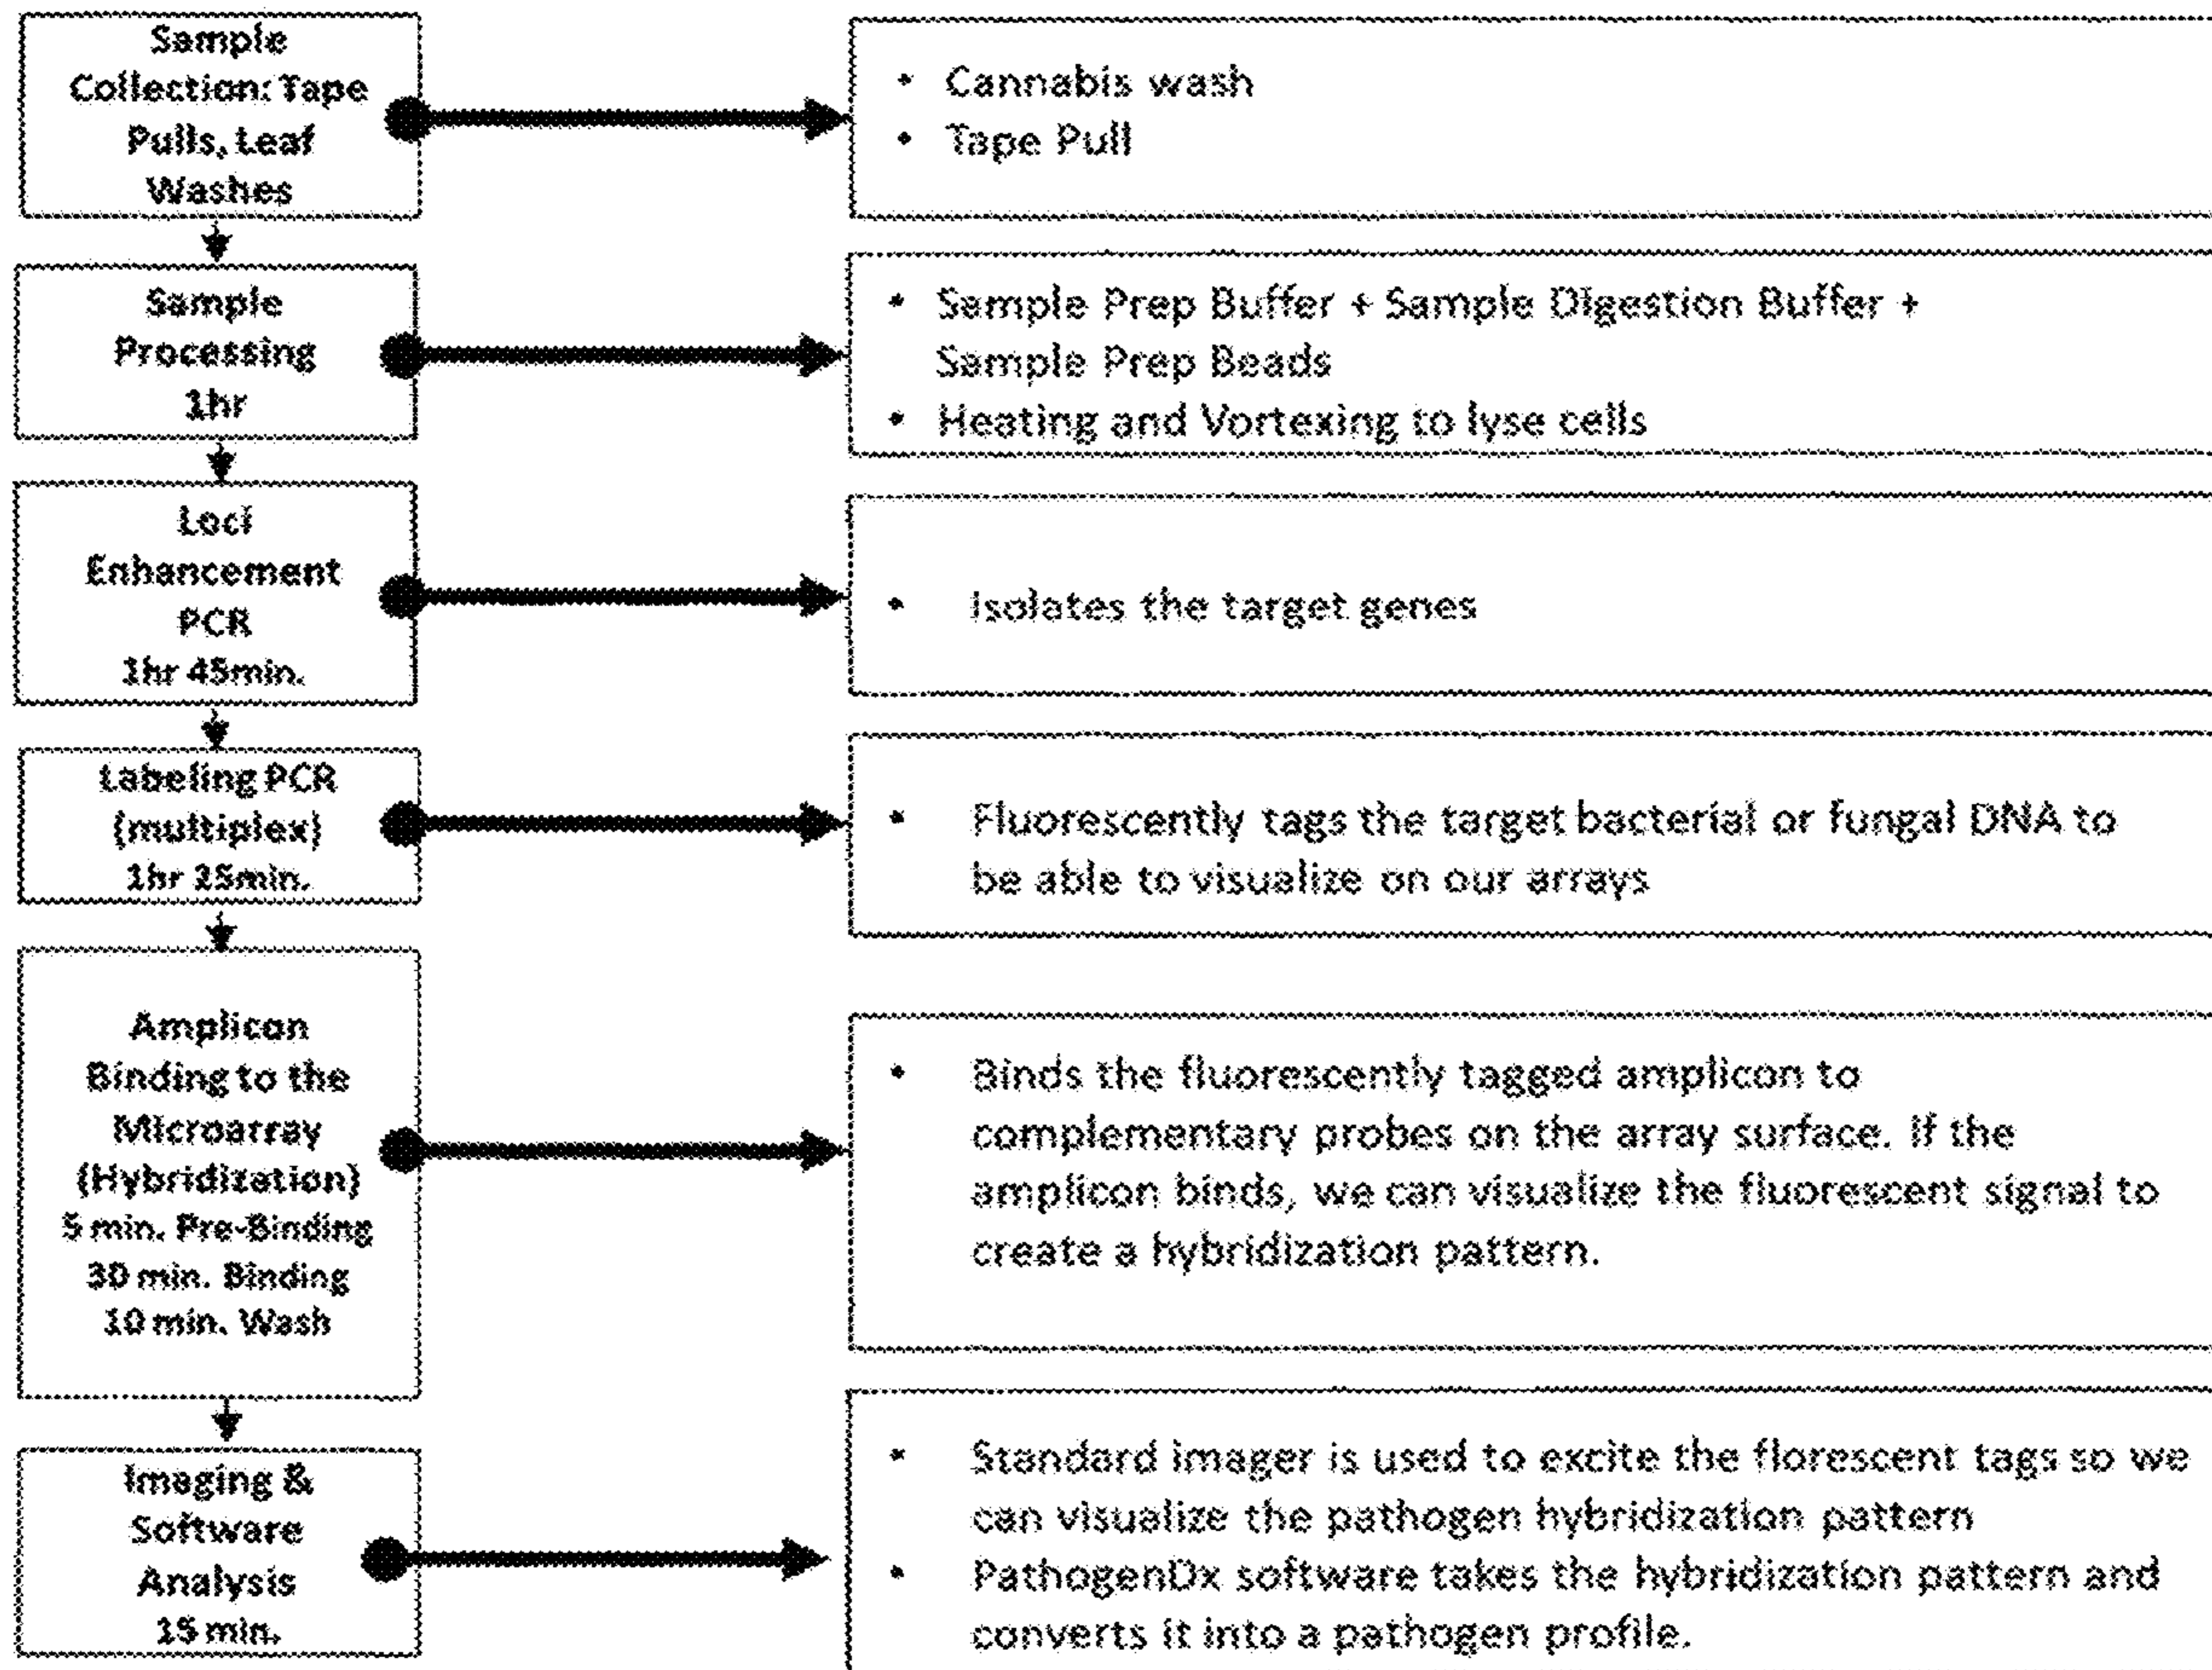 Sample
Collection: Tape
Pulls, Leaf
Washes
• Cannabis wash
• Tape Pull
Sample
Processing
1hr
• Sample Prep Buffer + Sample Digestion Buffer +
Sample Prep Beads
• Heating and Vortexing to lyse cells
Loci
Enhancement
PCR
1hr 45min.
• Isolates the target genes
Labeling PCR
(multiplex)
1hr 25min.
• Fluorescently tags the target bacterial or fungal DNA to
be able to visualize on our arrays
Amplicon
Binding to the
Microarray
(Hybridization)
5 min. Pre-Binding
30 min. Binding
10 min. Wash
• Binds the fluorescently tagged amplicon to
complementary probes on the array surface. If the
amplicon binds, we can visualize the fluorescent signal to
create a hybridization pattern.
Imaging &
Software
Analysis
15 min.
• Standard imager is used to excite the florescent tags so we
can visualize the pathogen hybridization pattern
• PathogenDx software takes the hybridization pattern and
converts it into a pathogen profile.